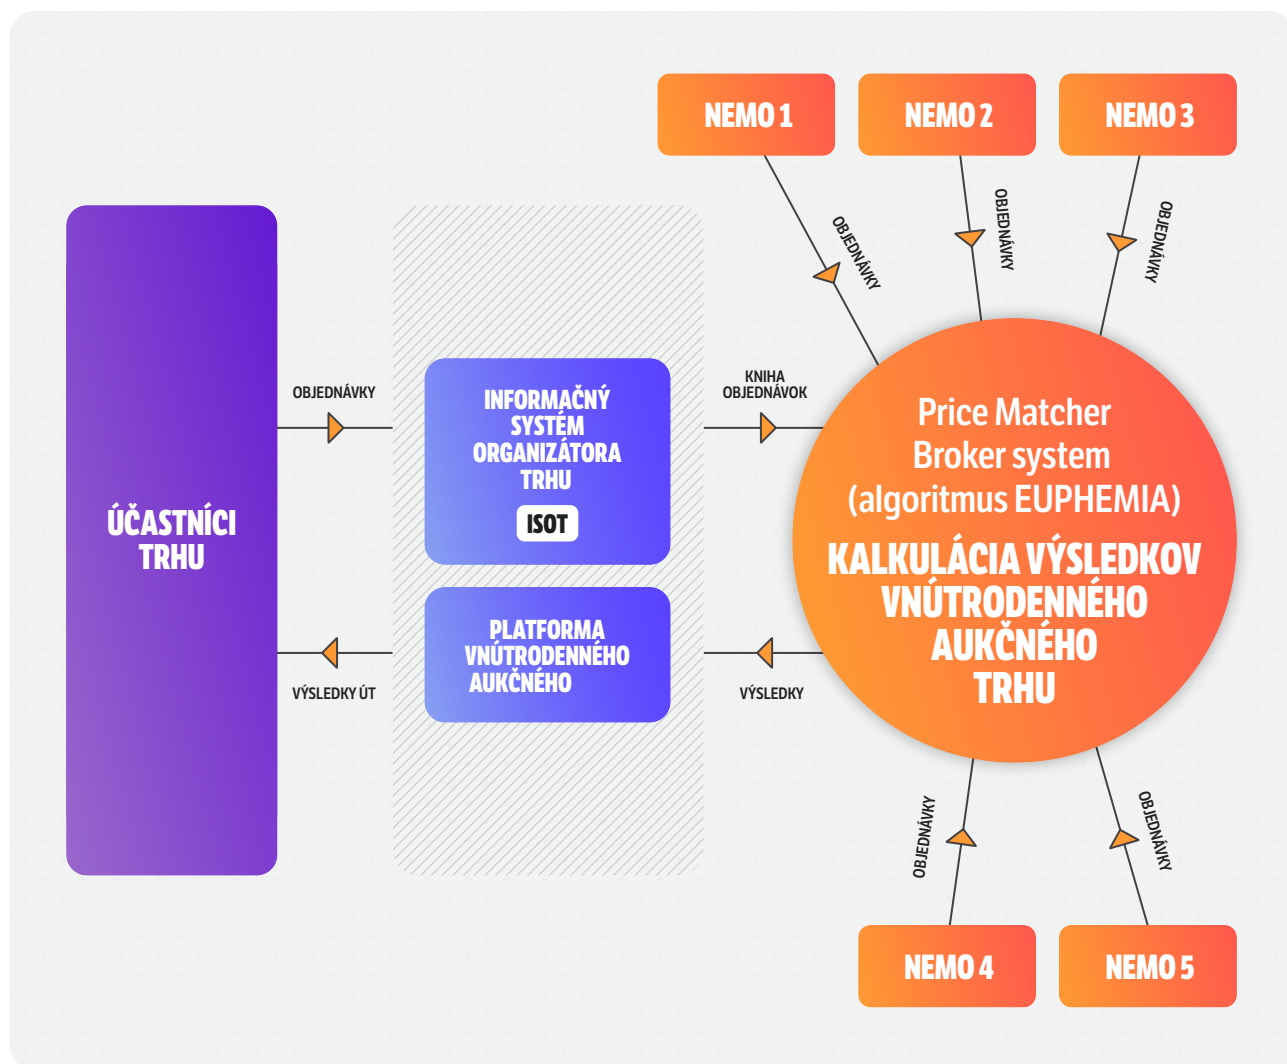 NEMO 1
NEMO 2
NEMO 3
OBJEDNÁVKY
OBJEDNÁVKY
OBJEDNÁVKY
ÚČASTNÍCI
TRHU
OBJEDNÁVKY
VÝSLEDKY ÚT
INFORMAČNÝ
SYSTÉM
ORGANIZÁTORA
TRHU
ISOT
PLATFORMA
VNÚTRODENNÉHO
AUKČNÉHO
KNIHA
OBJEDNÁVOK
VÝSLEDKY
Price Matcher
Broker system
(algoritmus EUPHEMIA)
KALKULÁCIA VÝSLEDKOV
VNÚTRODENNÉHO
AUKČNÉHO
TRHU
OBJEDNÁVKY
OBJEDNÁVKY
NEMO 4
NEMO 5